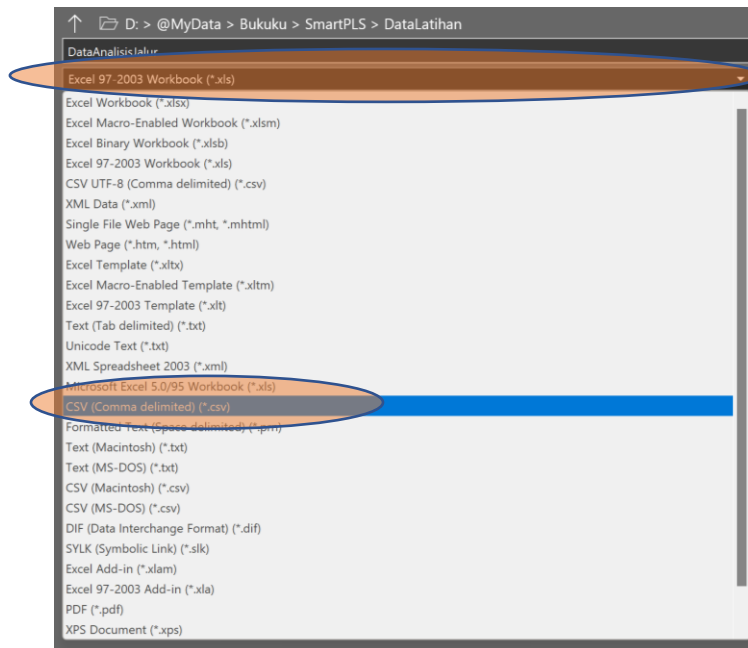 D: > @MyData > Bukuku > SmartPLS > DataLatihan
DataAnalisisJalur
Excel 97-2003 Workbook (*.xls)
Excel Workbook (*.xlsx)
Excel Macro-Enabled Workbook (*.xlsm)
Excel Binary Workbook (*.xlsb)
Excel 97-2003 Workbook (*.xls)
CSV UTF-8 (Comma delimited) (*.csv)
XML Data (*.xml)
Single File Web Page (*.mht, *.mhtml)
Web Page (*.htm, *.html)
Excel Template (*.xltx)
Excel Macro-Enabled Template (*.xltm)
Excel 97-2003 Template (*.xlt)
Text (Tab delimited) (*.txt)
Unicode Text (*.txt)
XML Spreadsheet 2003 (*.xml)
Microsoft Excel 5.0/95 Workbook (*.xls)
CSV (Comma delimited) (*.csv)
Formatted Text (Space delimited) (*.prn)
Text (Macintosh) (*.txt)
Text (MS-DOS) (*.txt)
CSV (Macintosh) (*.csv)
CSV (MS-DOS) (*.csv)
DIF (Data Interchange Format) (*.dif)
SYLK (Symbolic Link) (*.slk)
Excel Add-in (*.xlam)
Excel 97-2003 Add-in (*.xla)
PDF (*.pdf)
XPS Document (*.xps)